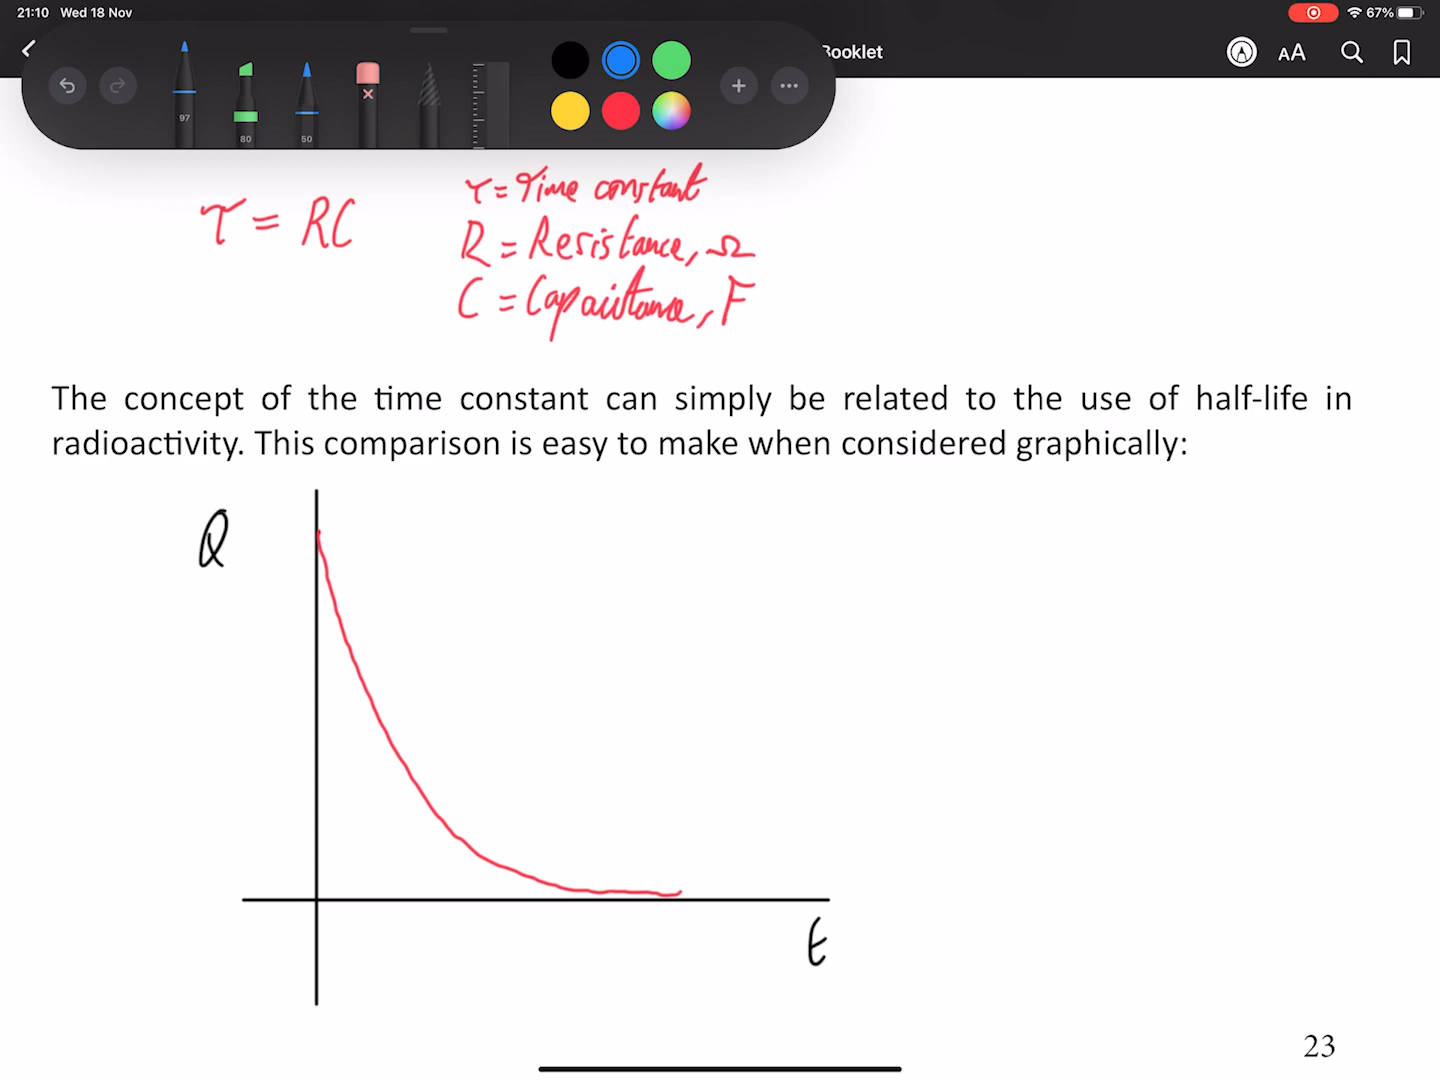 21:10 Wed 18 Nov
67%
Booklet
AA
97
80
50
τ = RC
τ = Time constant
R = Resistance, Ω
C = Capacitance, F
The concept of the time constant can simply be related to the use of half-life in
radioactivity. This comparison is easy to make when considered graphically:
Q
t
23